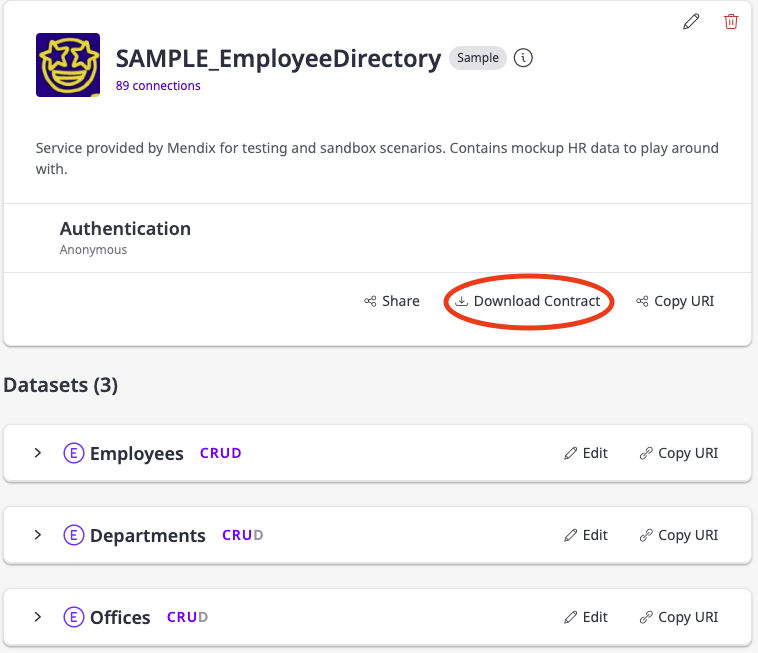 SAMPLE_EmployeeDirectory Sample
89 connections
Service provided by Mendix for testing and sandbox scenarios. Contains mockup HR data to play around
with.
Authentication
Anonymous
Share Download Contract Copy URI
Datasets (3)
E Employees CRUD Edit Copy URI
E Departments CRUD Edit Copy URI
E Offices CRUD Edit Copy URI